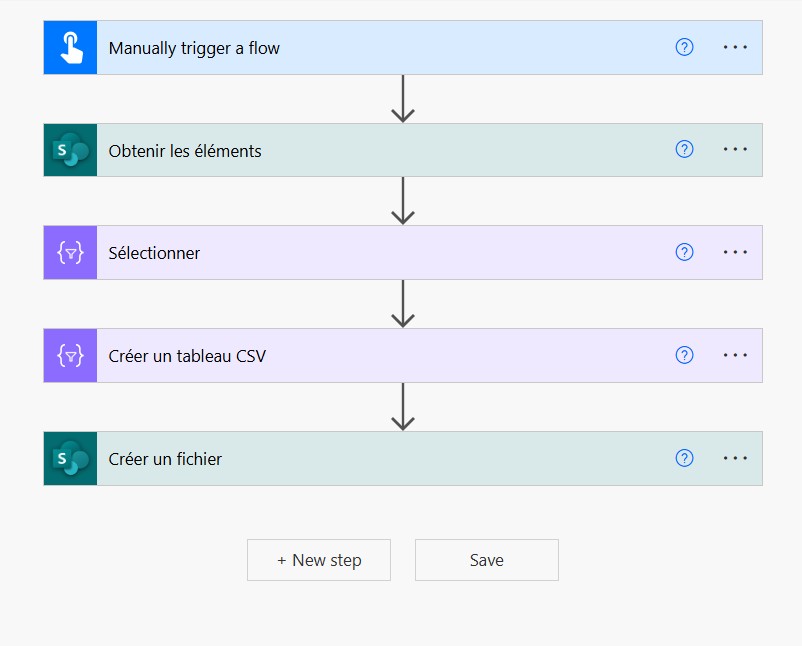 Manually trigger a flow
?
...
S
Obtenir les éléments
?
...
Sélectionner
?
...
Créer un tableau CSV
?
...
S
Créer un fichier
?
...
+ New step
Save